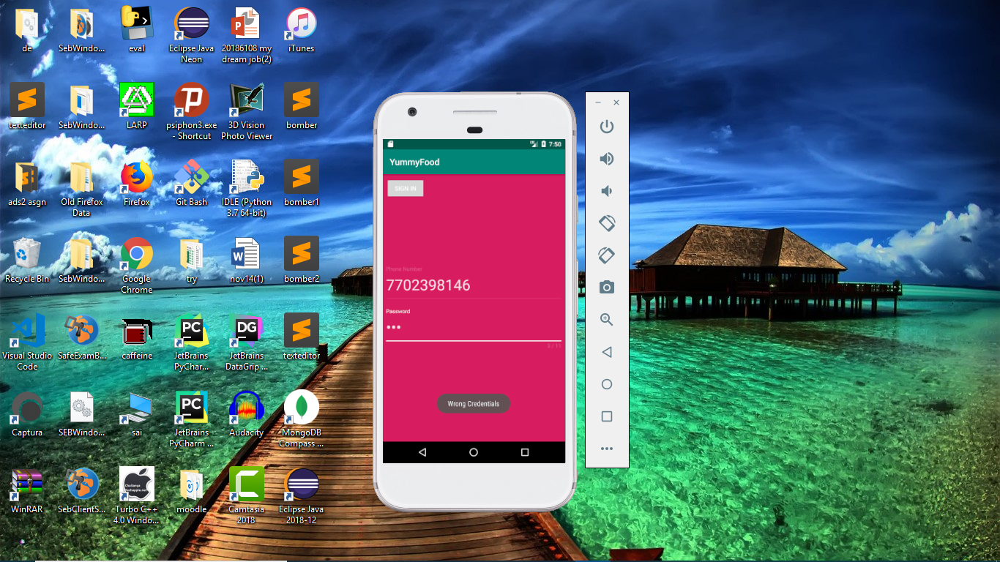 de
SebWindo...
eval
Eclipse Java
Neon
20186108 my
dream job(2)
iTunes
texteditor
SebWindo...
LARP
psiphon3.exe
- Shortcut
3D Vision
Photo Viewer
bomber
ads2 asgn
Old Firefox
Data
Firefox
Git Bash
IDLE (Python
3.7 64-bit)
bomber1
Recycle Bin
SebWindo...
Google
Chrome
try
nov14(1)
bomber2
Visual Studio
Code
SafeExamB...
caffeine
PC
JetBrains
PyChar...
DG
JetBrains
DataGrip ...
texteditor
Captura
SEBWindo...
sai
PC
JetBrains
PyCharm ...
Audacity
MongoDB
Compass ...
WinRAR
SebClientS...
Turbo C++
4.0 Windo...
moodle
Camtasia
2018
Eclipse Java
2018-12
7:50
YummyFood
SIGN IN
Phone Number
7702398146
Password
3 / 11
Wrong Credentials